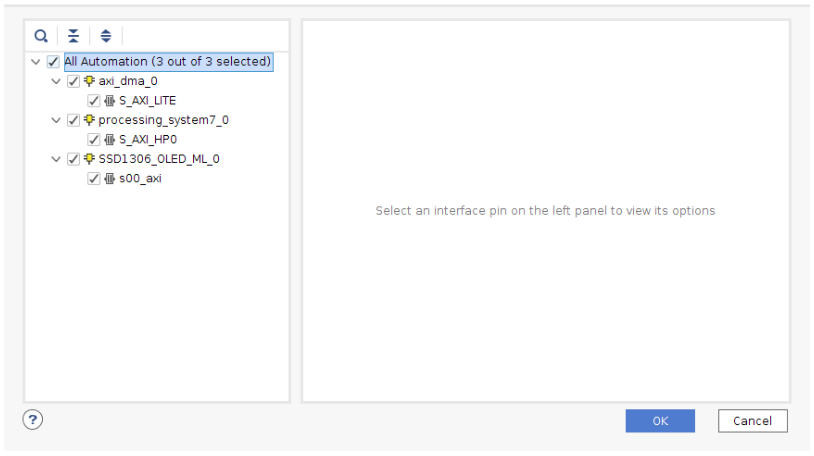 All Automation (3 out of 3 selected)
axi_dma_0
S_AXI_LITE
processing_system7_0
S_AXI_HP0
SSD1306_OLED_ML_0
s00_axi
Select an interface pin on the left panel to view its options
?
OK
Cancel